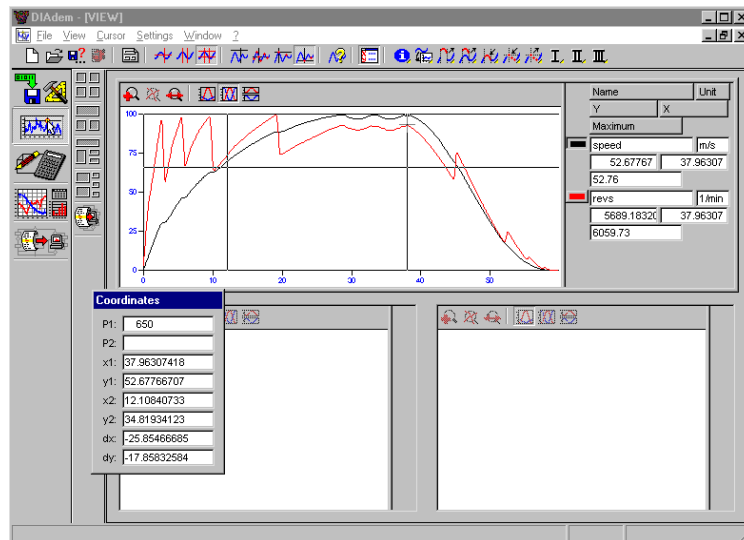 DIAdem - [VIEW]
File View Cursor Settings Window ?
I. II. III.
Name Unit
Y X
Maximum
speed m/s
52.67767 37.96307
52.76
revs 1/min
5689.1832 37.96307
6059.73
100
75
50
25
0
0 10 20 30 40 50
Coordinates
P1: 650
P2:
x1: 37.96307418
y1: 52.67766707
x2: 12.10840733
y2: 34.81934123
dx: -25.85466685
dy: -17.85832584